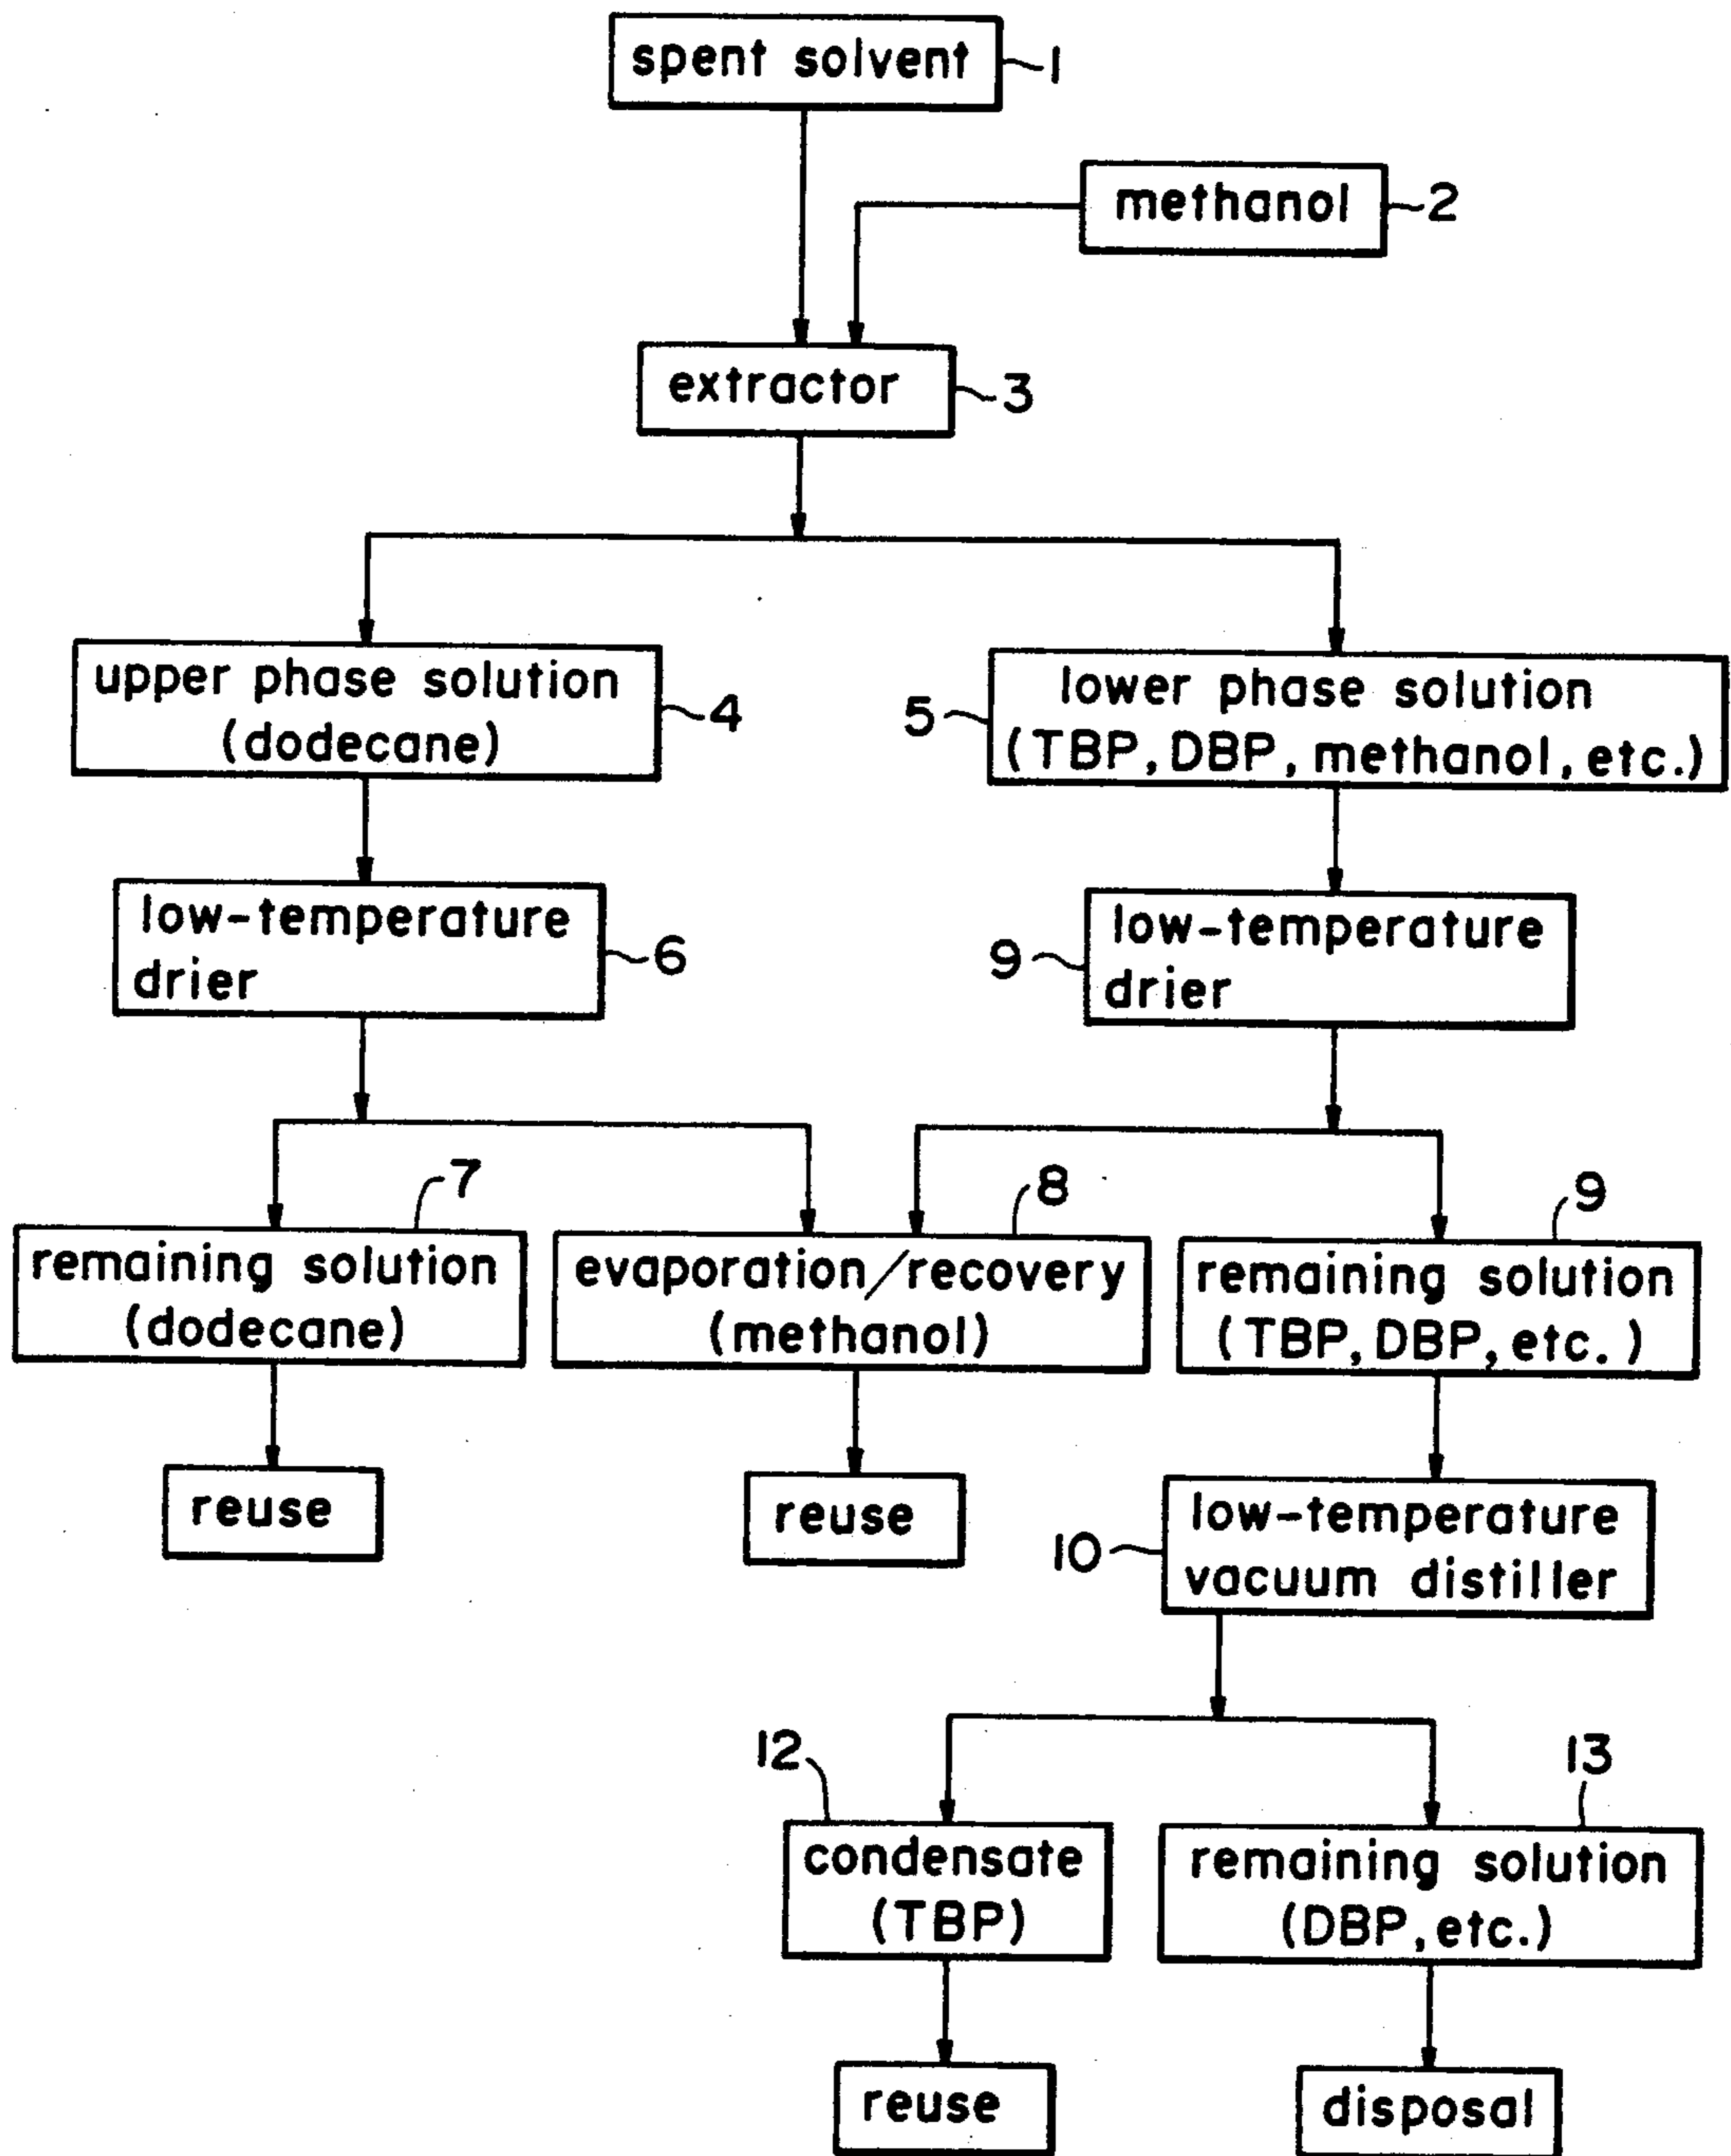 spent solvent
1
methanol
2
extractor
3
upper phase solution
(dodecane)
4
5
lower phase solution
(TBP, DBP, methanol, etc.)
low-temperature
drier
6
9
low-temperature
drier
7
remaining solution
(dodecane)
8
evaporation/recovery
(methanol)
9
remaining solution
(TBP, DBP, etc.)
reuse
reuse
10
low-temperature
vacuum distiller
12
condensate
(TBP)
13
remaining solution
(DBP, etc.)
reuse
disposal